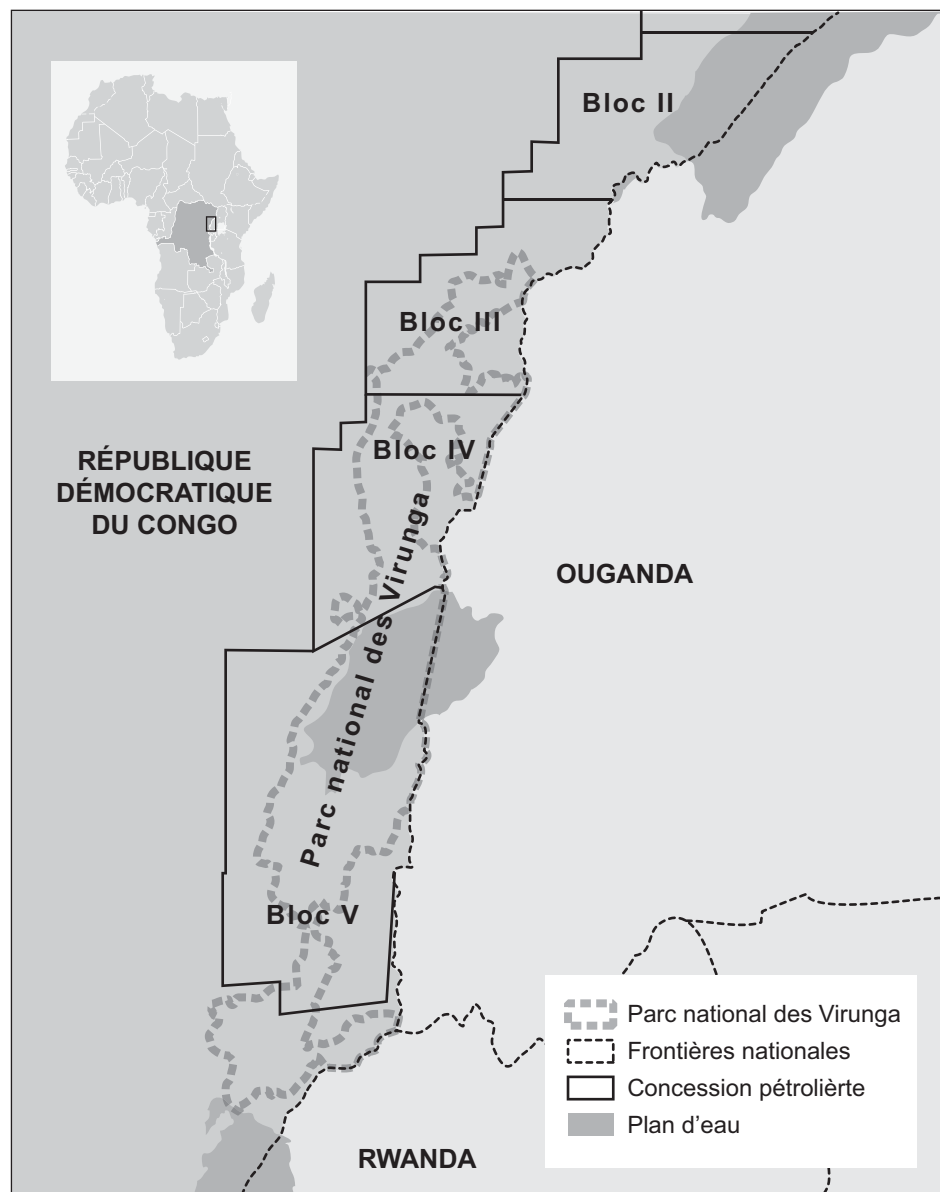 Bloc II
Bloc III
Bloc IV
RÉPUBLIQUE
DÉMOCRATIQUE
DU CONGO
Parc national des Virunga
OUGANDA
Bloc V
Parc national des Virunga
Frontières nationales
Concession pétrolièrte
Plan d'eau
RWANDA